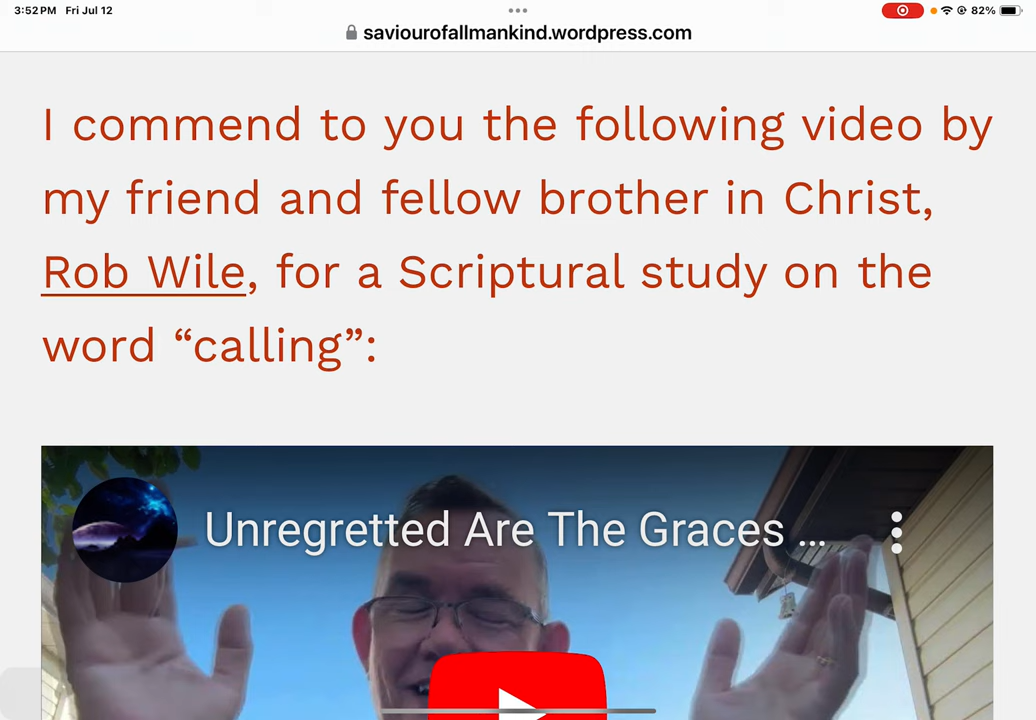 3:52 PM Fri Jul 12
82%
saviourofallmankind.wordpress.com
I commend to you the following video by
my friend and fellow brother in Christ,
Rob Wile, for a Scriptural study on the
word “calling”:
Unregretted Are The Graces ...